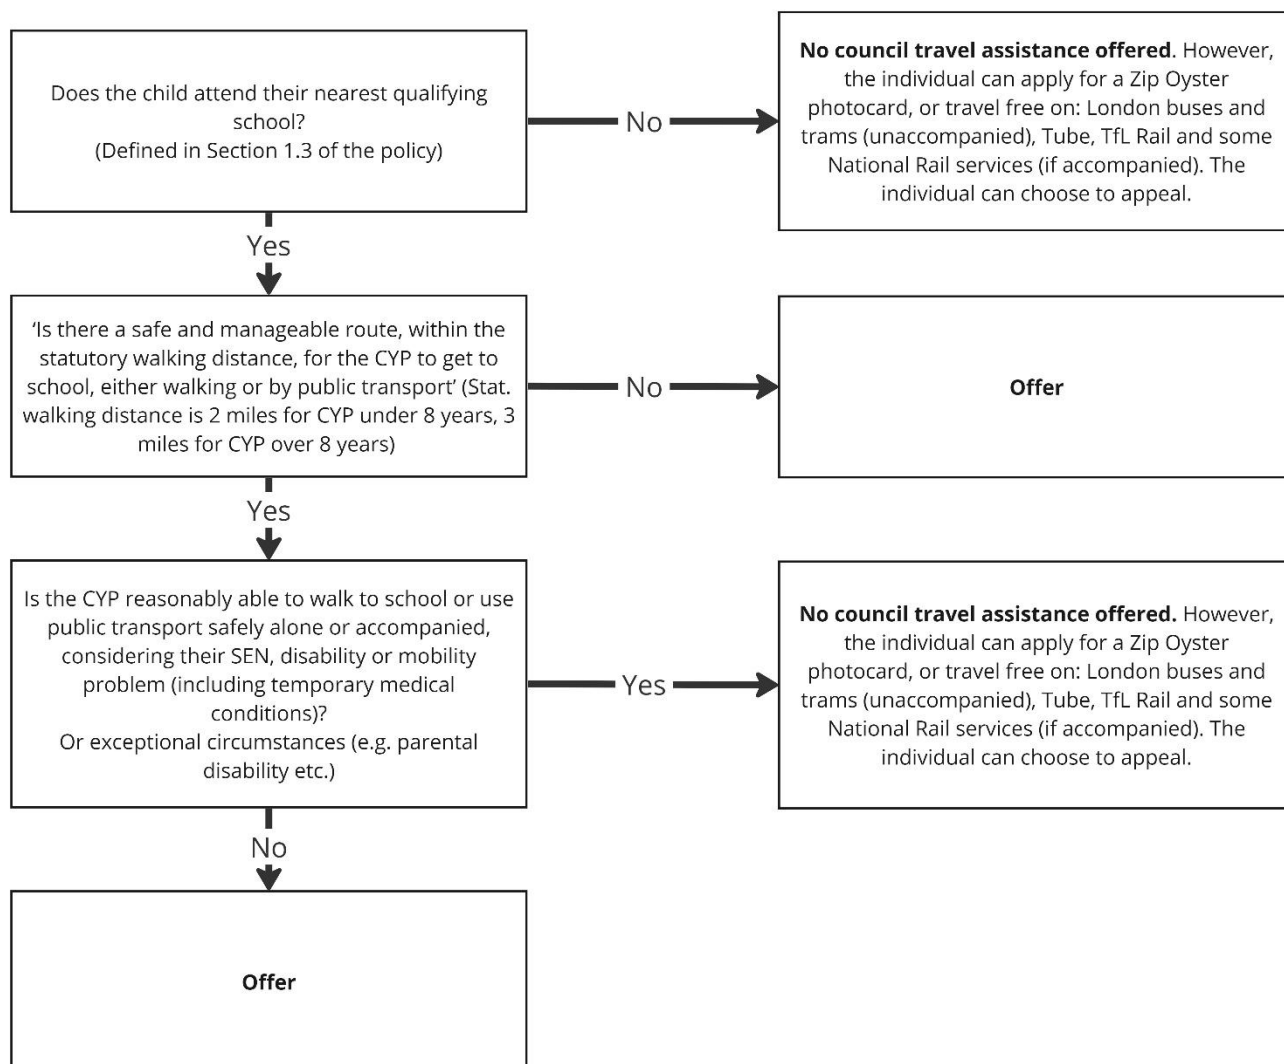 Does the child attend their nearest qualifying
school?
(Defined in Section 1.3 of the policy)
No
No council travel assistance offered. However,
the individual can apply for a Zip Oyster
photocard, or travel free on: London buses and
trams (unaccompanied), Tube, TfL Rail and some
National Rail services (if accompanied). The
individual can choose to appeal.
Yes
‘Is there a safe and manageable route, within the
statutory walking distance, for the CYP to get to
school, either walking or by public transport’ (Stat.
walking distance is 2 miles for CYP under 8 years, 3
miles for CYP over 8 years)
No
Offer
Yes
Is the CYP reasonably able to walk to school or use
public transport safely alone or accompanied,
considering their SEN, disability or mobility
problem (including temporary medical
conditions)?
Or exceptional circumstances (e.g. parental
disability etc.)
Yes
No council travel assistance offered. However,
the individual can apply for a Zip Oyster
photocard, or travel free on: London buses and
trams (unaccompanied), Tube, TfL Rail and some
National Rail services (if accompanied). The
individual can choose to appeal.
No
Offer